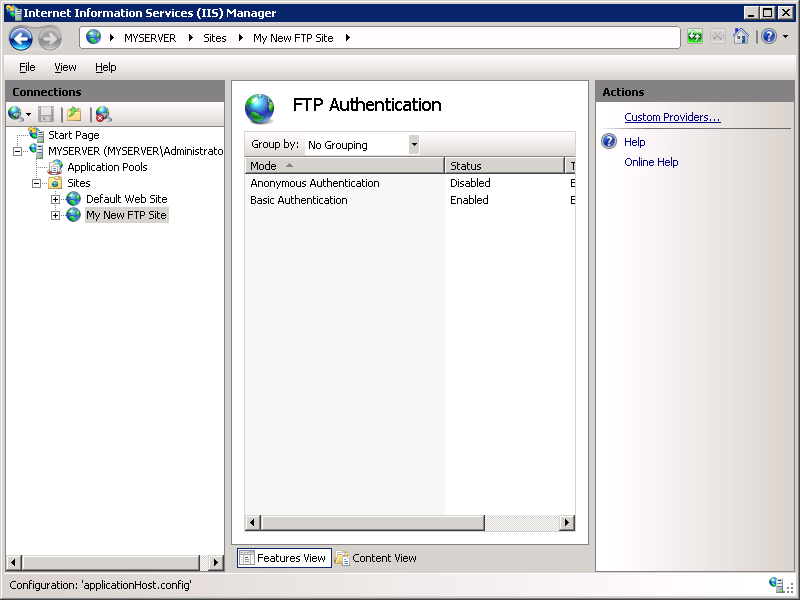 Internet Information Services (IIS) Manager
MYSERVER Sites My New FTP Site
File View Help
Connections
Start Page
MYSERVER (MYSERVER\Administrato
Application Pools
Sites
Default Web Site
My New FTP Site
FTP Authentication
Group by: No Grouping
Mode Status T
Anonymous Authentication Disabled E
Basic Authentication Enabled E
Features View Content View
Actions
Custom Providers...
Help
Online Help
Configuration: 'applicationHost.config'